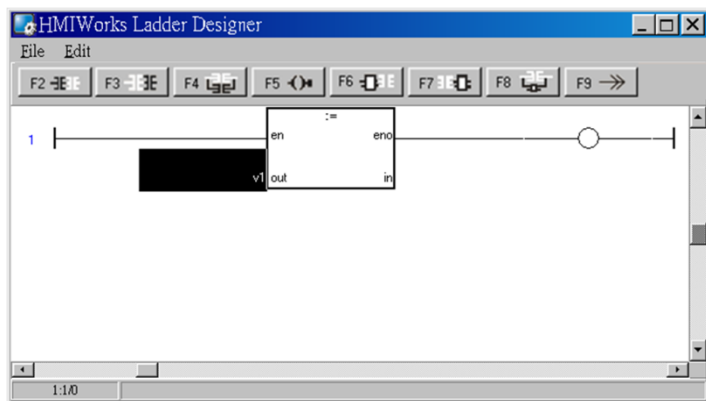 HMIWorks Ladder Designer
File Edit
F2 F3 F4 F5 F6 F7 F8 F9
:=
1 en eno
v1 out in
1:1/0